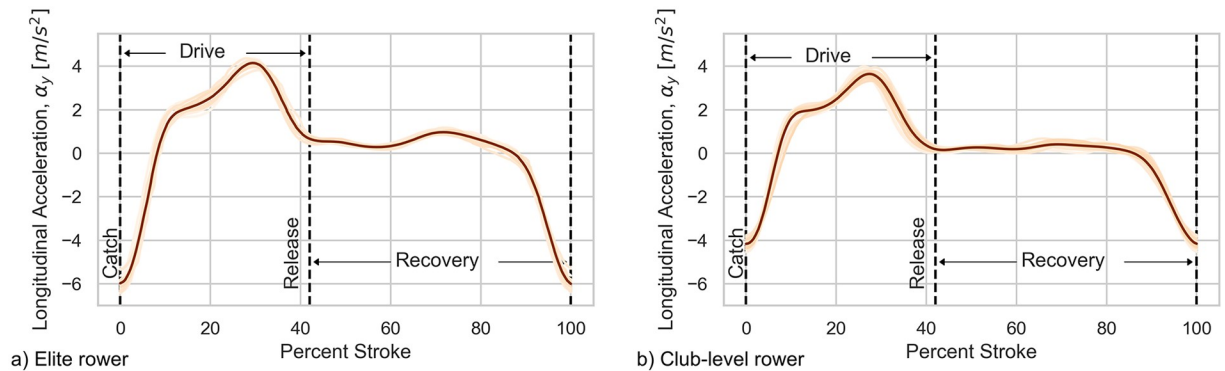 Longitudinal Acceleration, αy [m/s²]
4
2
0
−2
−4
−6
Drive
Catch
Release
Recovery
0 20 40 60 80 100
Percent Stroke
a) Elite rower
Longitudinal Acceleration, αy [m/s²]
4
2
0
−2
−4
−6
Drive
Catch
Release
Recovery
0 20 40 60 80 100
Percent Stroke
b) Club-level rower